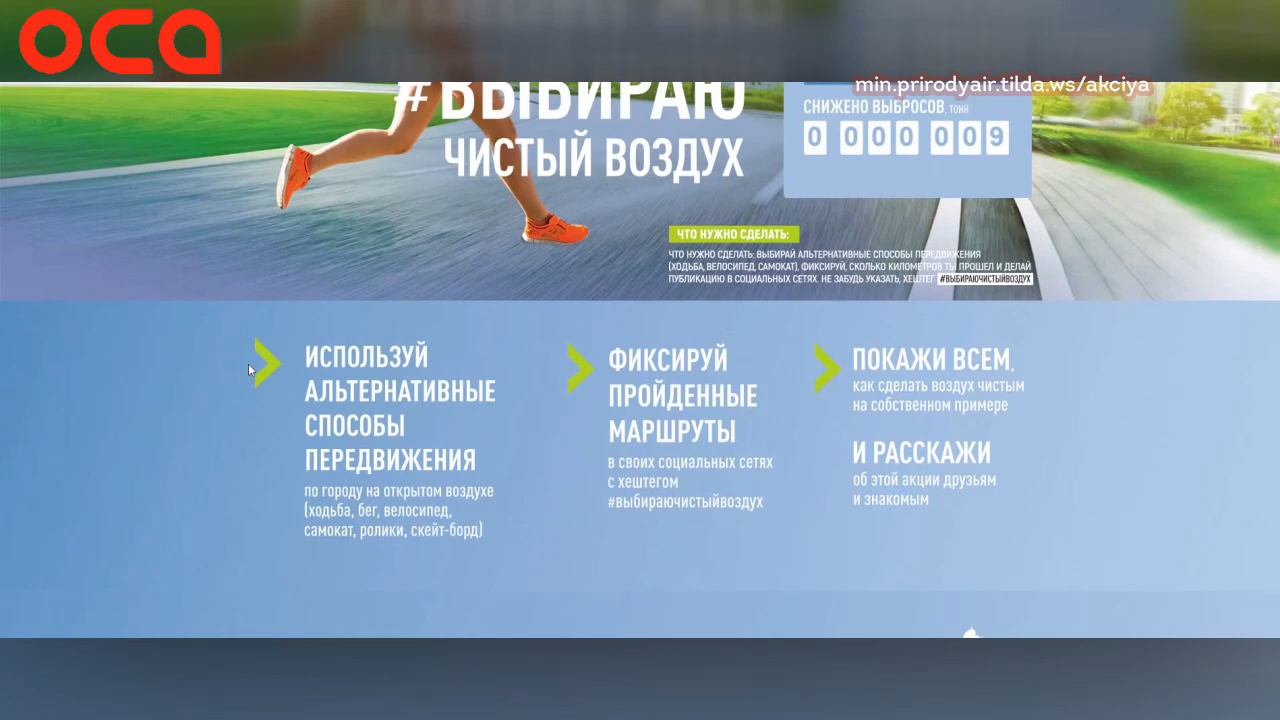 оса
min.prirodyair.tilda.ws/akciya
#ВЫБИРАЮ
ЧИСТЫЙ ВОЗДУХ
СНИЖЕНО ВЫБРОСОВ, ТОНН
0 000 009
ЧТО НУЖНО СДЕЛАТЬ:
ЧТО НУЖНО СДЕЛАТЬ: ВЫБИРАЙ АЛЬТЕРНАТИВНЫЕ СПОСОБЫ ПЕРЕДВИЖЕНИЯ
(ХОДЬБА, ВЕЛОСИПЕД, САМОКАТ), ФИКСИРУЙ, СКОЛЬКО КИЛОМЕТРОВ ТЫ ПРОШЕЛ И ДЕЛАЙ
ПУБЛИКАЦИЮ В СОЦИАЛЬНЫХ СЕТЯХ. НЕ ЗАБУДЬ УКАЗАТЬ, ХЕШТЕГ #ВЫБИРАЮЧИСТЫЙВОЗДУХ
ИСПОЛЬЗУЙ
АЛЬТЕРНАТИВНЫЕ
СПОСОБЫ
ПЕРЕДВИЖЕНИЯ
по городу на открытом воздухе
(ходьба, бег, велосипед,
самокат, ролики, скейт-борд)
ФИКСИРУЙ
ПРОЙДЕННЫЕ
МАРШРУТЫ
в своих социальных сетях
с хештегом
#выбираючистыйвоздух
ПОКАЖИ ВСЕМ,
как сделать воздух чистым
на собственном примере
И РАССКАЖИ
об этой акции друзьям
и знакомым